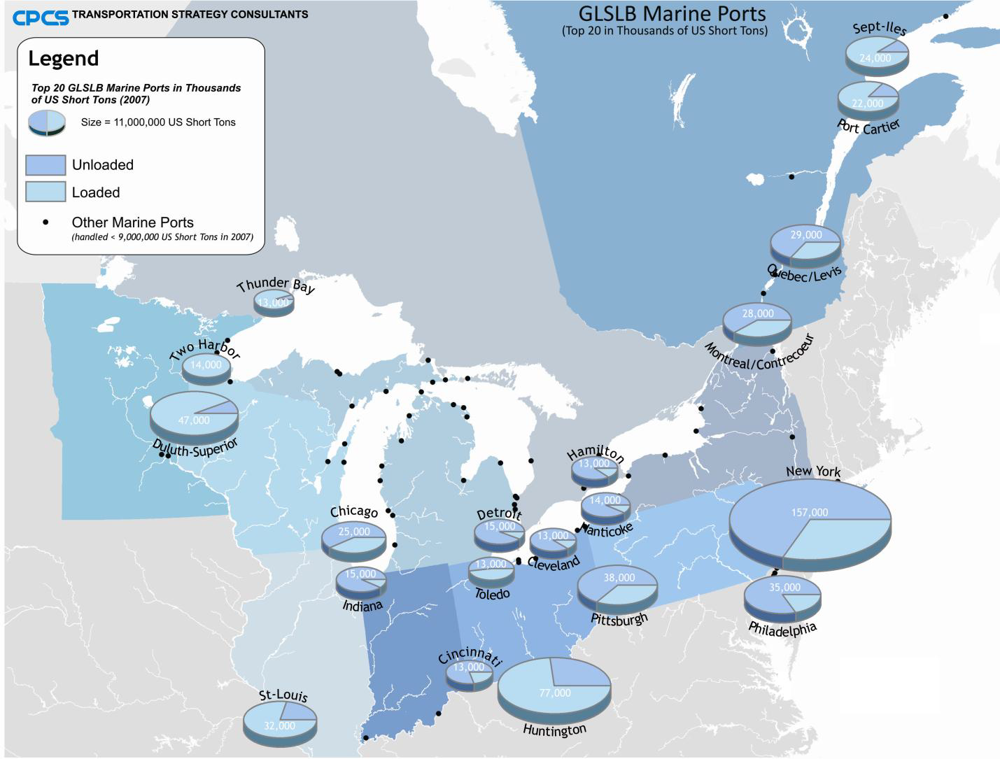 CPCS TRANSPORTATION STRATEGY CONSULTANTS
GLSLB Marine Ports
(Top 20 in Thousands of US Short Tons)
Legend
Top 20 GLSLB Marine Ports in Thousands
of US Short Tons (2007)
Size = 11,000,000 US Short Tons
Unloaded
Loaded
Other Marine Ports
(handled < 9,000,000 US Short Tons in 2007)
Sept-Iles
24,000
22,000
Port Cartier
29,000
Quebec/Levis
28,000
Montreal/Contrecoeur
Thunder Bay
13,000
Two Harbor
14,000
47,000
Duluth-Superior
Hamilton
13,000
14,000
Nanticoke
New York
157,000
Chicago
25,000
Detroit
15,000
13,000
Cleveland
15,000
Indiana
13,000
Toledo
38,000
Pittsburgh
35,000
Philadelphia
Cincinnati
13,000
77,000
Huntington
St-Louis
32,000